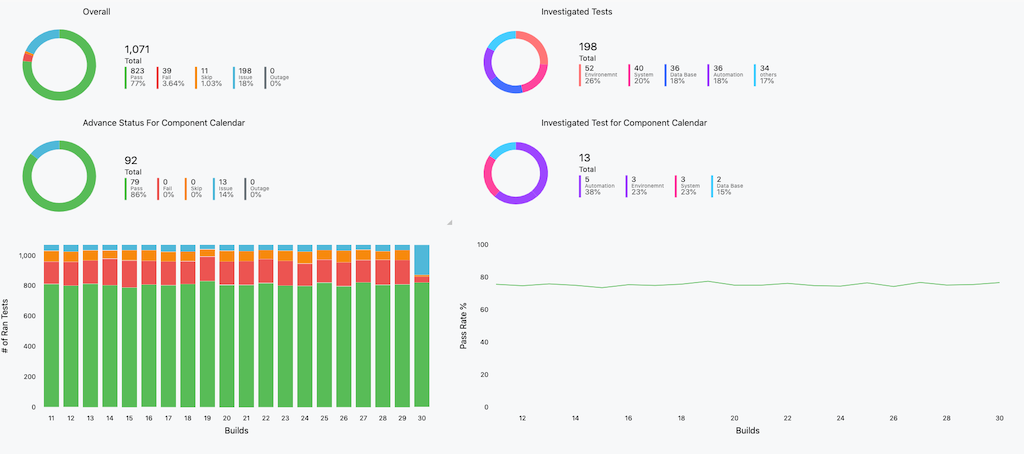 Overall
1,071
Total
823 39 11 198 0
Pass Fail Skip Issue Outage
77% 3.64% 1.03% 18% 0%
Investigated Tests
198
Total
52 40 36 36 34
Environemnt System Data Base Automation others
26% 20% 18% 18% 17%
Advance Status For Component Calendar
92
Total
79 0 0 13 0
Pass Fail Skip Issue Outage
86% 0% 0% 14% 0%
Investigated Test for Component Calendar
13
Total
5 3 3 2
Automation Environemnt System Data Base
38% 23% 23% 15%
# of Ran Tests
1,000
800
600
400
200
0
11 12 13 14 15 16 17 18 19 20 21 22 23 24 25 26 27 28 29 30
Builds
Pass Rate %
100
80
60
40
20
0
12 14 16 18 20 22 24 26 28 30
Builds